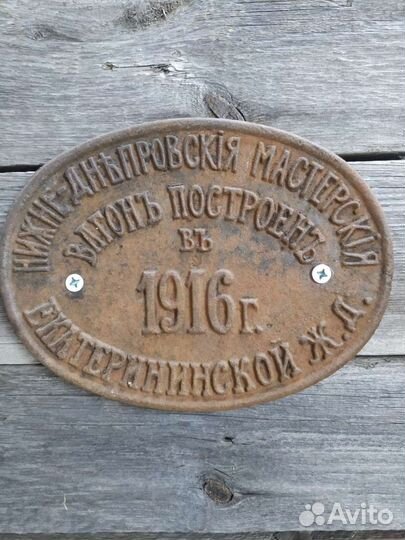 НИЖНЕ-ДНѢПРОВСКІЯ МАСТЕРСКІЯ
ВАГОНЪ ПОСТРОЕНЪ
ВЪ
1916 г.
ЕКАТЕРИНИНСКОЙ Ж.Д.
Avito